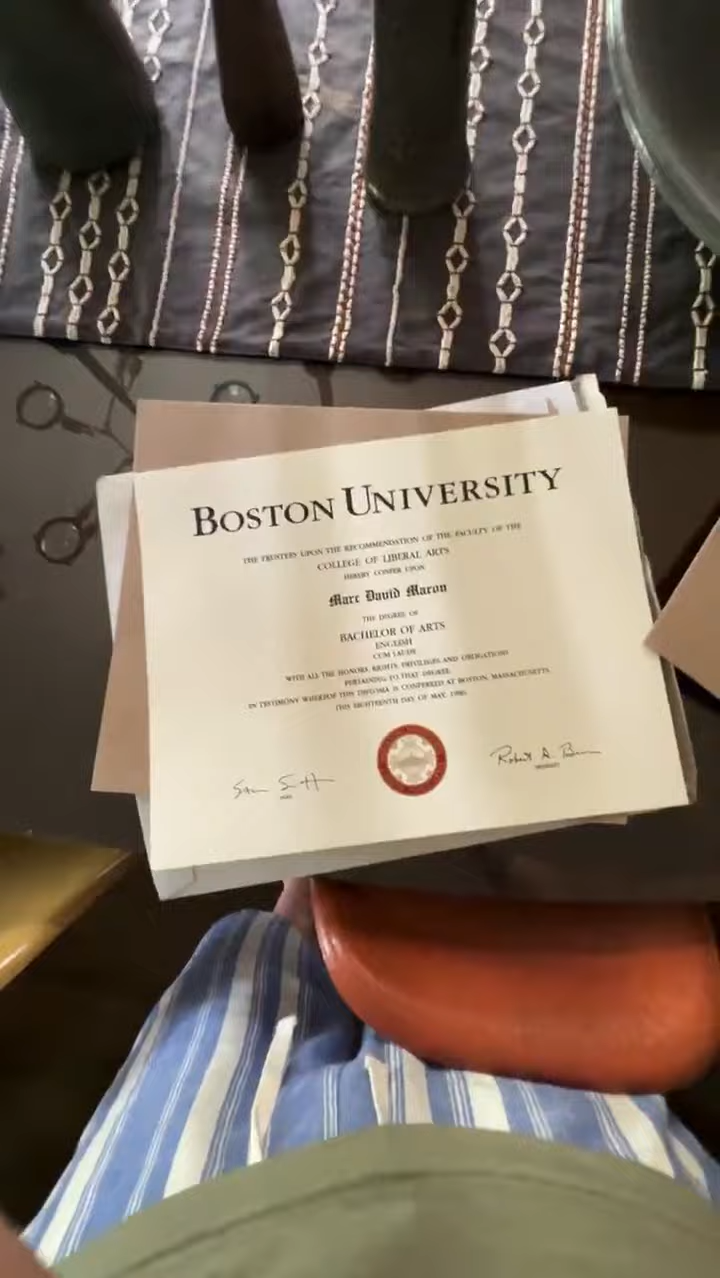 BOSTON UNIVERSITY
THE TRUSTEES UPON THE RECOMMENDATION OF THE FACULTY OF THE
COLLEGE OF LIBERAL ARTS
HEREBY CONFER UPON
Marc David Maron
THE DEGREE OF
BACHELOR OF ARTS
ENGLISH
CUM LAUDE
WITH ALL THE HONORS, RIGHTS, PRIVILEGES AND OBLIGATIONS
PERTAINING TO THAT DEGREE.
IN TESTIMONY WHEREOF THIS DIPLOMA IS CONFERRED AT BOSTON, MASSACHUSETTS,
THIS EIGHTEENTH DAY OF MAY,
Robert A.
PRESIDENT